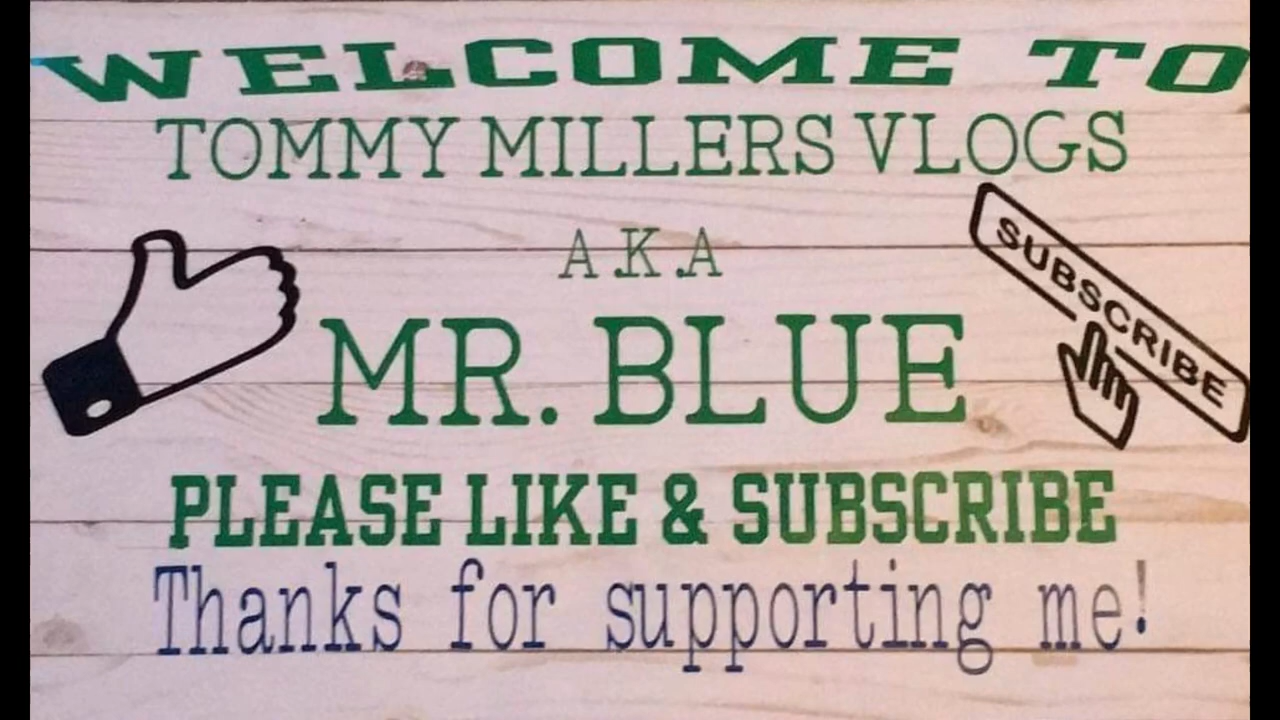 WELCOME TO
TOMMY MILLERS VLOGS
A.K.A
MR. BLUE
SUBSCRIBE
PLEASE LIKE & SUBSCRIBE
Thanks for supporting me!